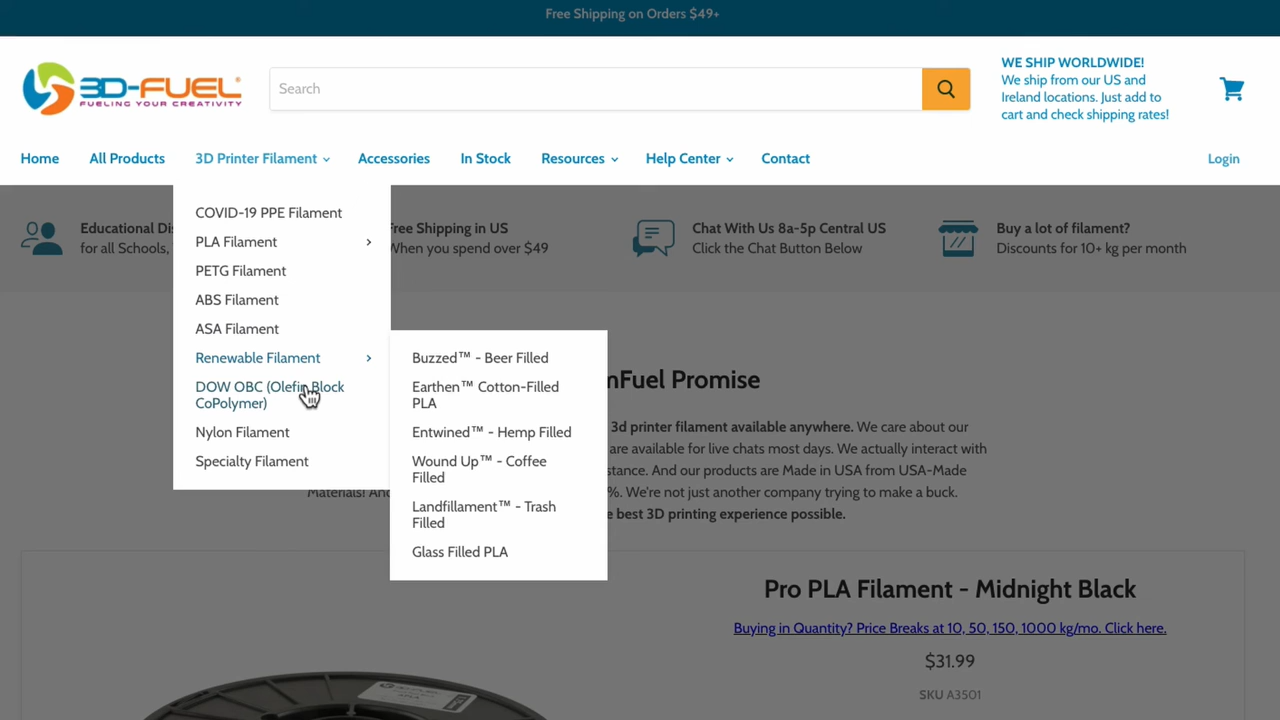 Free Shipping on Orders $49+
3D-FUEL
FUELING YOUR CREATIVITY
Search
WE SHIP WORLDWIDE!
We ship from our US and
Ireland locations. Just add to
cart and check shipping rates!
Home All Products 3D Printer Filament Accessories In Stock Resources Help Center Contact Login
COVID-19 PPE Filament
PLA Filament
PETG Filament
ABS Filament
ASA Filament
Renewable Filament
DOW OBC (Olefin Block
CoPolymer)
Nylon Filament
Specialty Filament
Buzzed™ - Beer Filled
Earthen™ Cotton-Filled
PLA
Entwined™ - Hemp Filled
Wound Up™ - Coffee
Filled
Landfillament™ - Trash
Filled
Glass Filled PLA
Educational Di
for all Schools,
Free Shipping in US
When you spend over $49
Chat With Us 8a-5p Central US
Click the Chat Button Below
Buy a lot of filament?
Discounts for 10+ kg per month
mFuel Promise
3d printer filament available anywhere. We care about our
are available for live chats most days. We actually interact with
stance. And our products are Made in USA from USA-Made
Materials! And %. We're not just another company trying to make a buck.
e best 3D printing experience possible.
Pro PLA Filament - Midnight Black
Buying in Quantity? Price Breaks at 10, 50, 150, 1000 kg/mo. Click here.
$31.99
SKU A3501